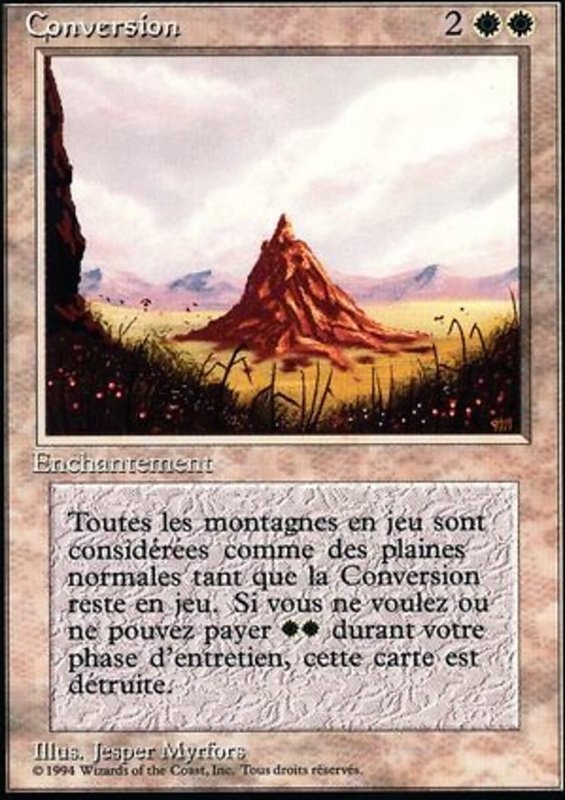 Conversion 2
Enchantement
Toutes les montagnes en jeu sont
considérées comme des plaines
normales tant que la Conversion
reste en jeu. Si vous ne voulez ou
ne pouvez payer durant votre
phase d'entretien, cette carte est
détruite.
Illus. Jesper Myrfors
© 1994 Wizards of the Coast, Inc. Tous droits réservés.